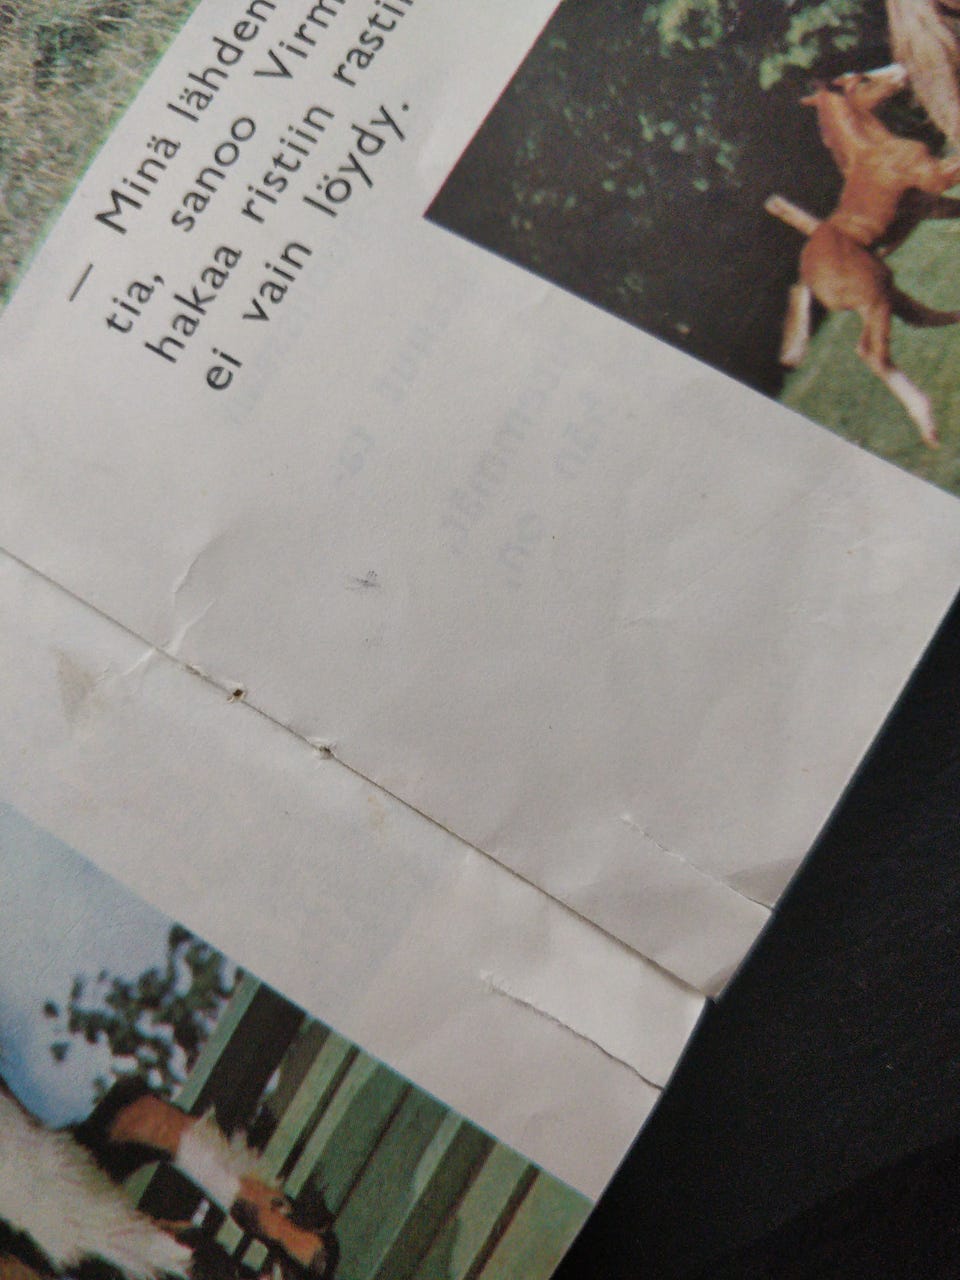 — Minä lähden
tia, sanoo Virm
hakaa ristiin rasti
ei vain löydy.